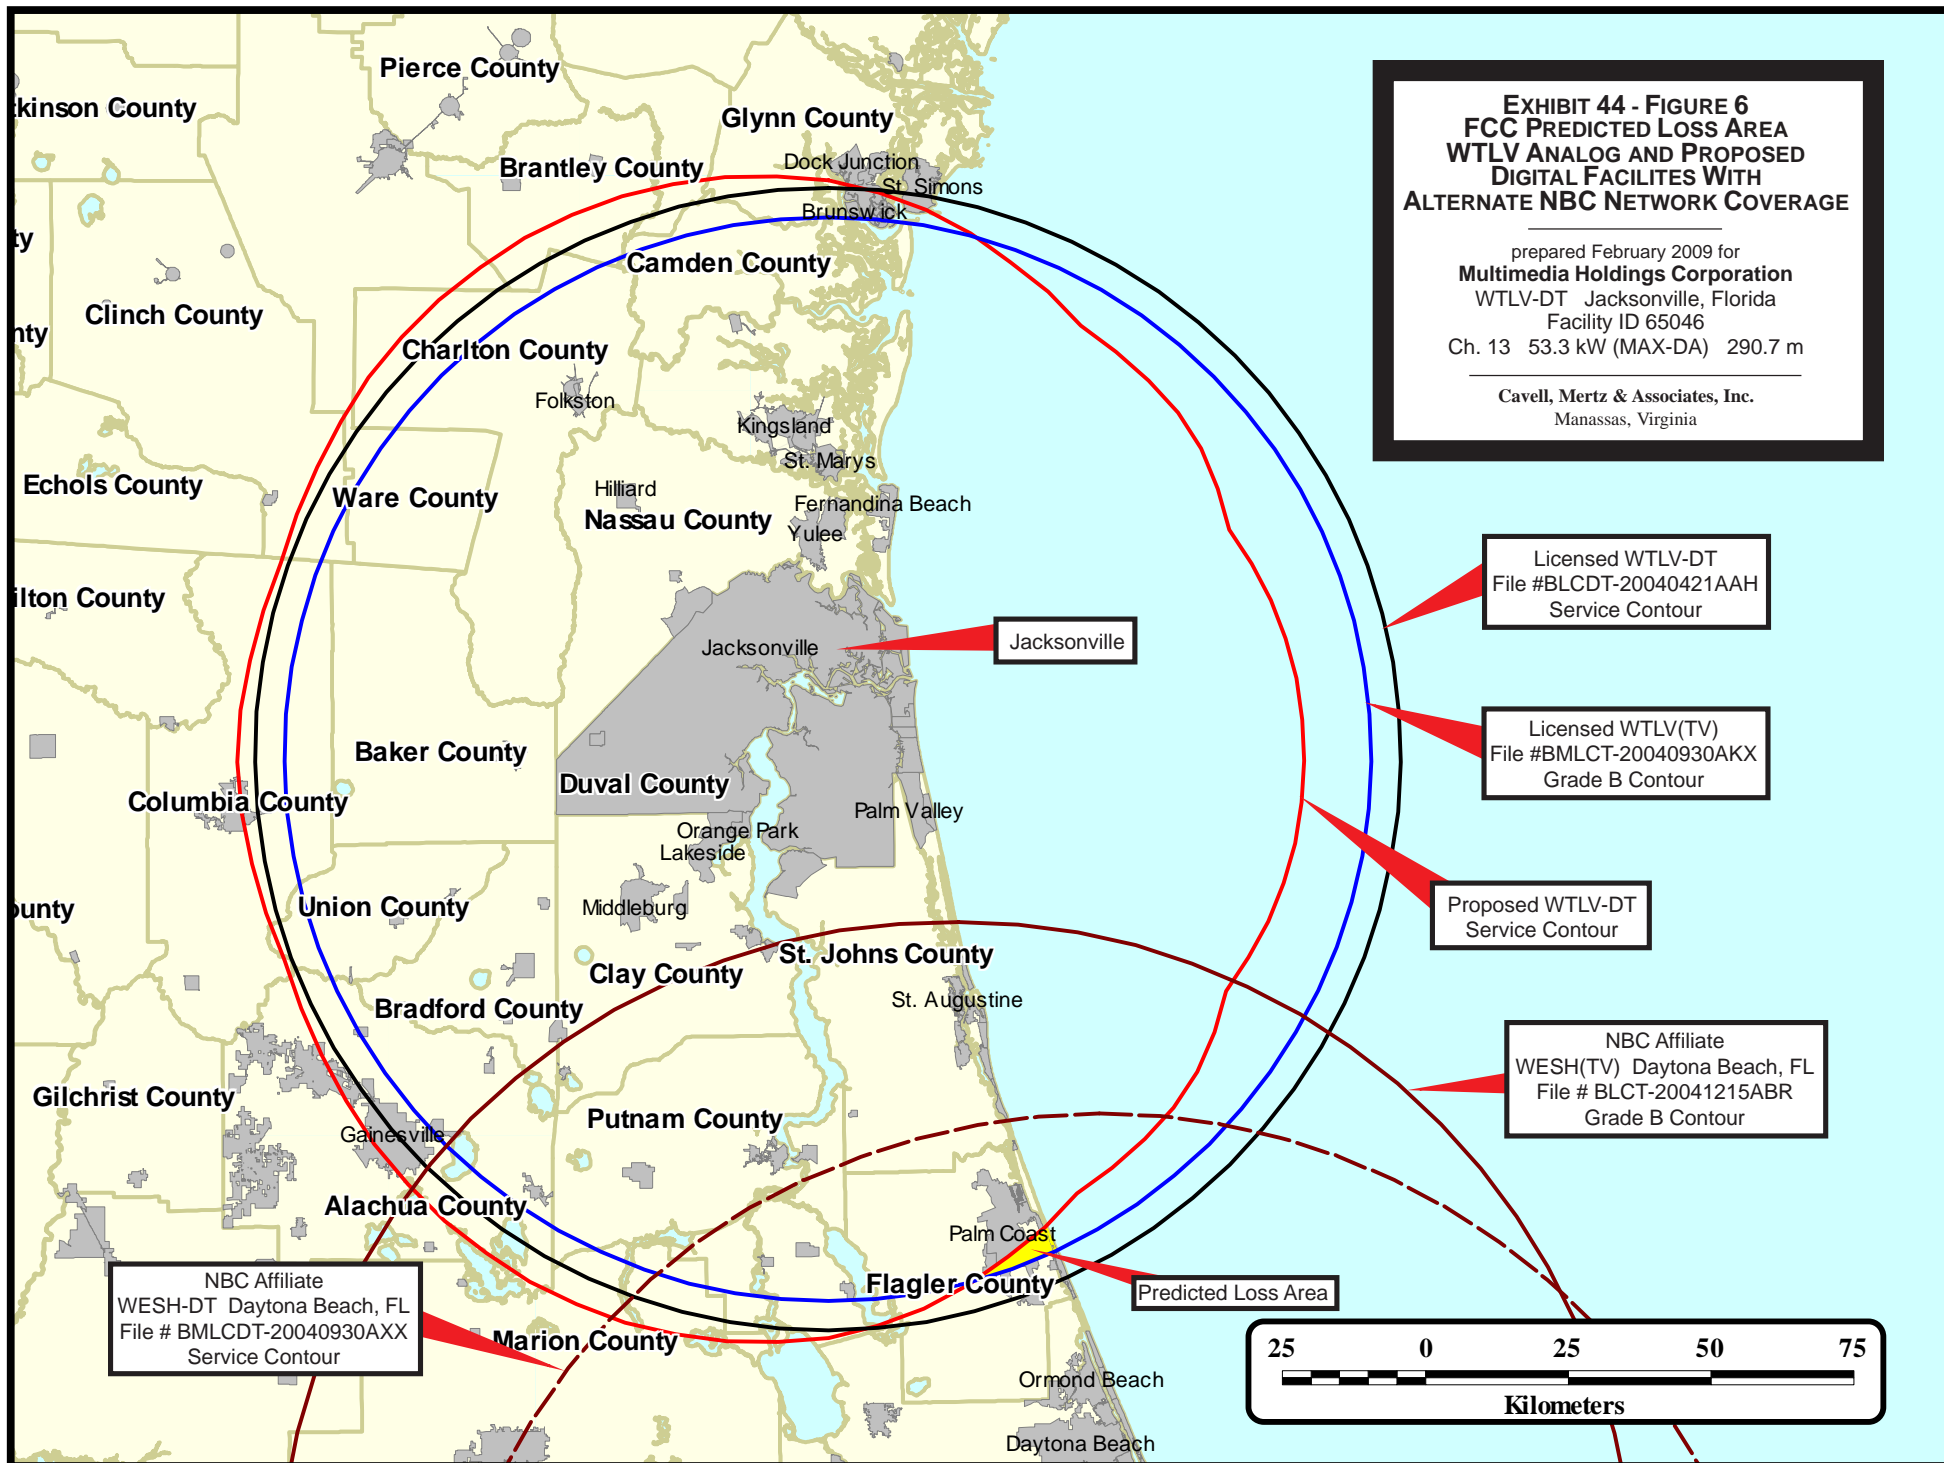 Pierce County
tkinson County
Glynn County
Dock Junction
Brantley County
St. Simons
Brunswick
ty
Camden County
Clinch County
nty
Charlton County
Folkston
Kingsland
St. Marys
Echols County
Ware County
Hilliard
Fernandina Beach
Nassau County
Yulee
ilton County
Jacksonville
Jacksonville
Baker County
Duval County
Columbia County
Palm Valley
Orange Park
Lakeside
Union County
ounty
Middleburg
St. Johns County
Clay County
St. Augustine
Bradford County
Gilchrist County
Putnam County
Gainesville
Alachua County
Palm Coast
Flagler County
Predicted Loss Area
Marion County
Ormond Beach
Daytona Beach
EXHIBIT 44 - FIGURE 6
FCC PREDICTED LOSS AREA
WTLV ANALOG AND PROPOSED
DIGITAL FACILITES WITH
ALTERNATE NBC NETWORK COVERAGE
prepared February 2009 for
Multimedia Holdings Corporation
WTLV-DT Jacksonville, Florida
Facility ID 65046
Ch. 13 53.3 kW (MAX-DA) 290.7 m
Cavell, Mertz & Associates, Inc.
Manassas, Virginia
Licensed WTLV-DT
File #BLCDT-20040421AAH
Service Contour
Licensed WTLV(TV)
File #BMLCT-20040930AKX
Grade B Contour
Proposed WTLV-DT
Service Contour
NBC Affiliate
WESH(TV) Daytona Beach, FL
File # BLCT-20041215ABR
Grade B Contour
NBC Affiliate
WESH-DT Daytona Beach, FL
File # BMLCDT-20040930AXX
Service Contour
25 0 25 50 75
Kilometers